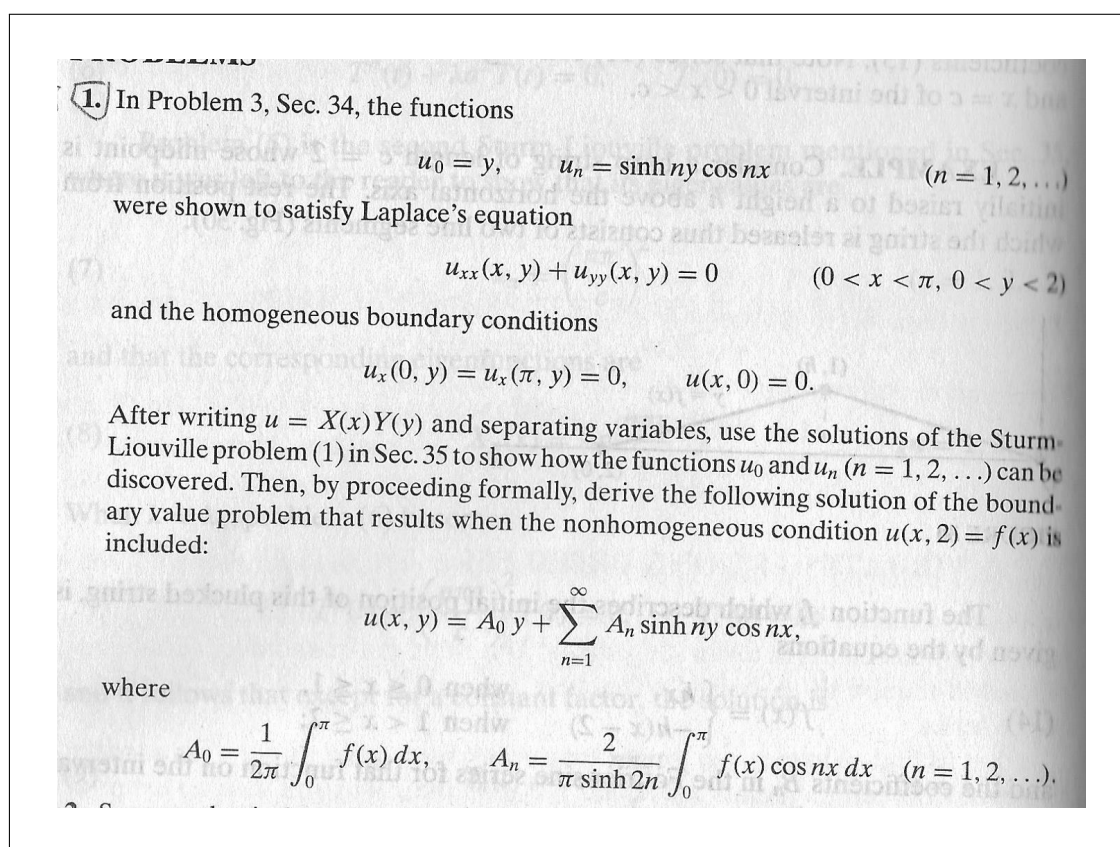 1. In Problem 3, Sec. 34, the functions
u₀ = y, uₙ = sinh ny cos nx (n = 1, 2, . . .)
were shown to satisfy Laplace's equation
uₓₓ(x, y) + u_yy(x, y) = 0 (0 < x < π, 0 < y < 2)
and the homogeneous boundary conditions
uₓ(0, y) = uₓ(π, y) = 0, u(x, 0) = 0.
After writing u = X(x)Y(y) and separating variables, use the solutions of the Sturm-
Liouville problem (1) in Sec. 35 to show how the functions u₀ and uₙ (n = 1, 2, . . .) can be
discovered. Then, by proceeding formally, derive the following solution of the bound-
ary value problem that results when the nonhomogeneous condition u(x, 2) = f(x) is
included:
u(x, y) = A₀ y + ∑_{n=1}^{∞} Aₙ sinh ny cos nx,
where
A₀ = 1/(2π) ∫₀^π f(x) dx, Aₙ = 2/(π sinh 2n) ∫₀^π f(x) cos nx dx (n = 1, 2, . . .).